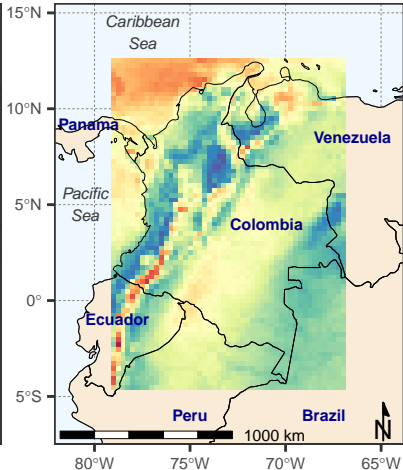 15°N
Caribbean
Sea
10°N
Panama
Venezuela
Pacific
Sea
5°N
Colombia
0°
Ecuador
5°S
Peru
Brazil
1000 km
N
80°W
75°W
70°W
65°W